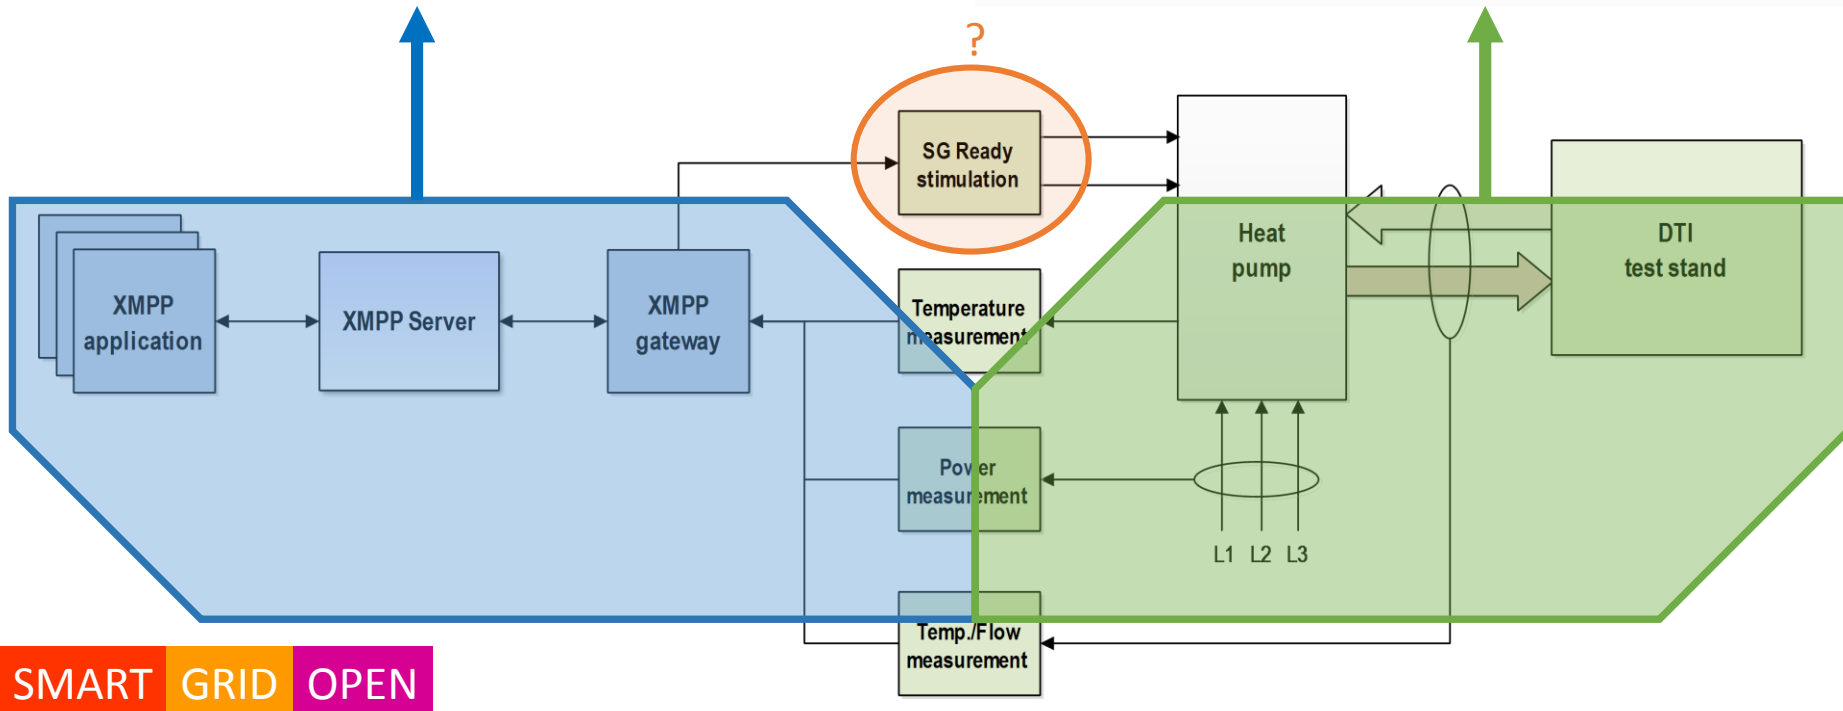 ?
SG Ready
stimulation
Heat
pump
DTI
test stand
XMPP
application
XMPP Server
XMPP
gateway
Temperature
measurement
Power
measurement
L1 L2 L3
Temp./Flow
measurement
SMART GRID OPEN